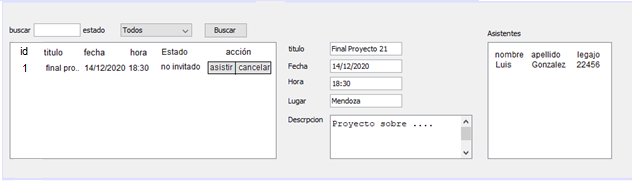 buscar estado Todos Buscar
id titulo fecha hora Estado acción
1 final pro.. 14/12/2020 18:30 no invitado asistir cancelar
titulo Final Proyecto 21
Fecha 14/12/2020
Hora 18:30
Lugar Mendoza
Descrpcion Proyecto sobre ....
Asistentes
nombre apellido legajo
Luis Gonzalez 22456